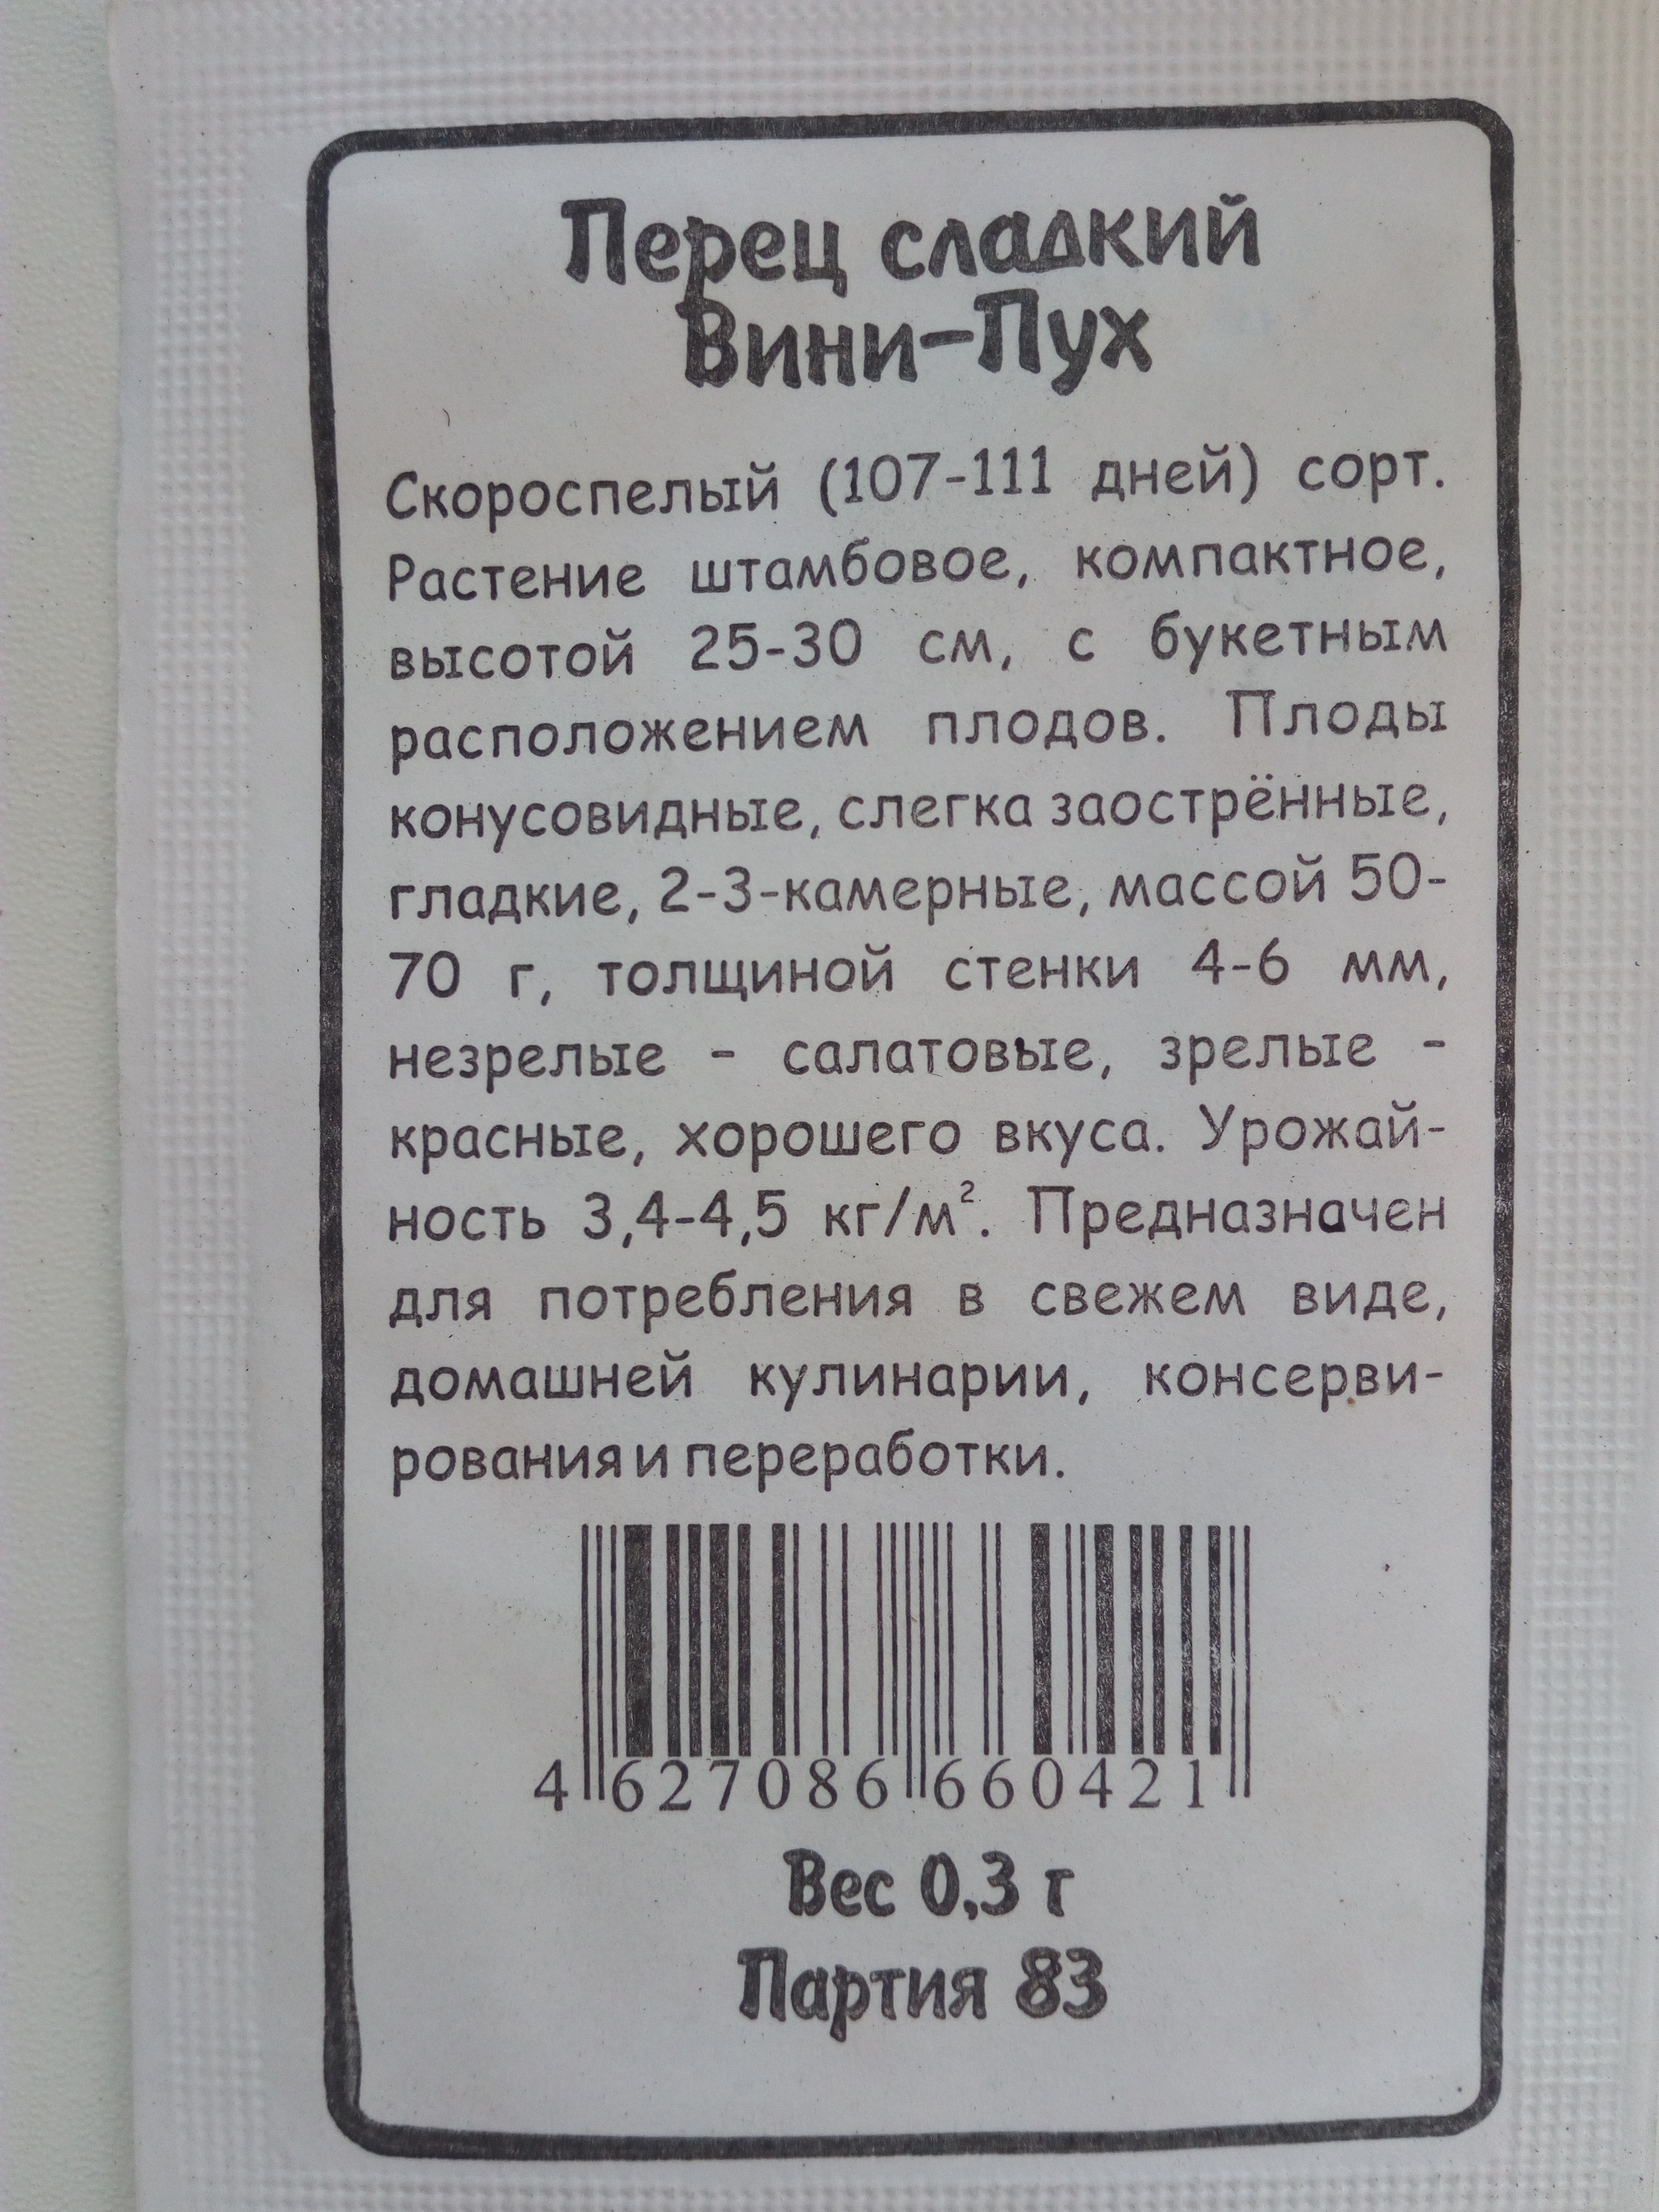 Перец сладкий
Вини-Пух
Скороспелый (107-111 дней) сорт.
Растение штамбовое, компактное,
высотой 25-30 см, с букетным
расположением плодов. Плоды
конусовидные, слегка заострённые,
гладкие, 2-3-камерные, массой 50-
70 г, толщиной стенки 4-6 мм,
незрелые - салатовые, зрелые -
красные, хорошего вкуса. Урожай-
ность 3,4-4,5 кг/м². Предназначен
для потребления в свежем виде,
домашней кулинарии, консерви-
рования и переработки.
4 627086 660421
Вес 0,3 г
Партия 83